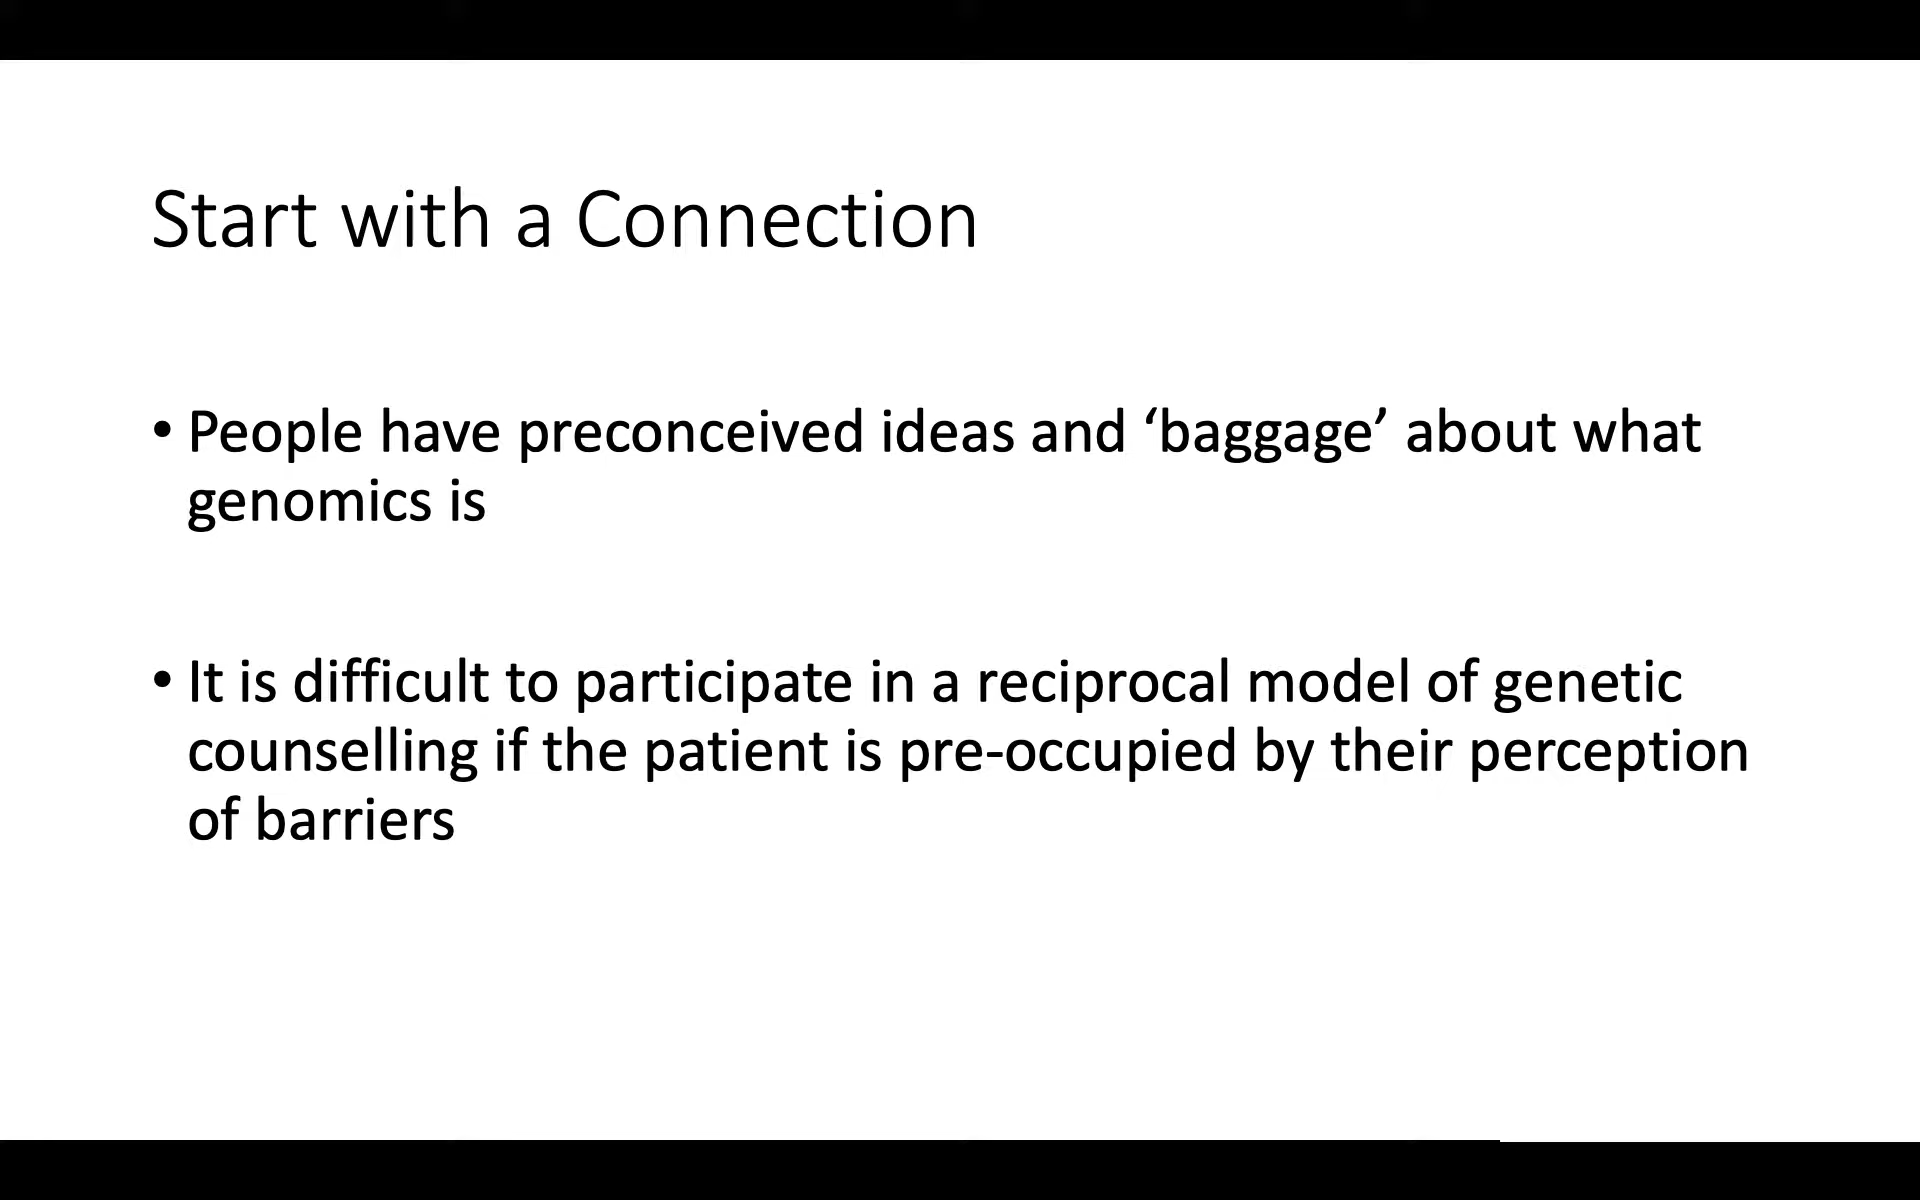 Start with a Connection
• People have preconceived ideas and ‘baggage’ about what
genomics is
• It is difficult to participate in a reciprocal model of genetic
counselling if the patient is pre-occupied by their perception
of barriers